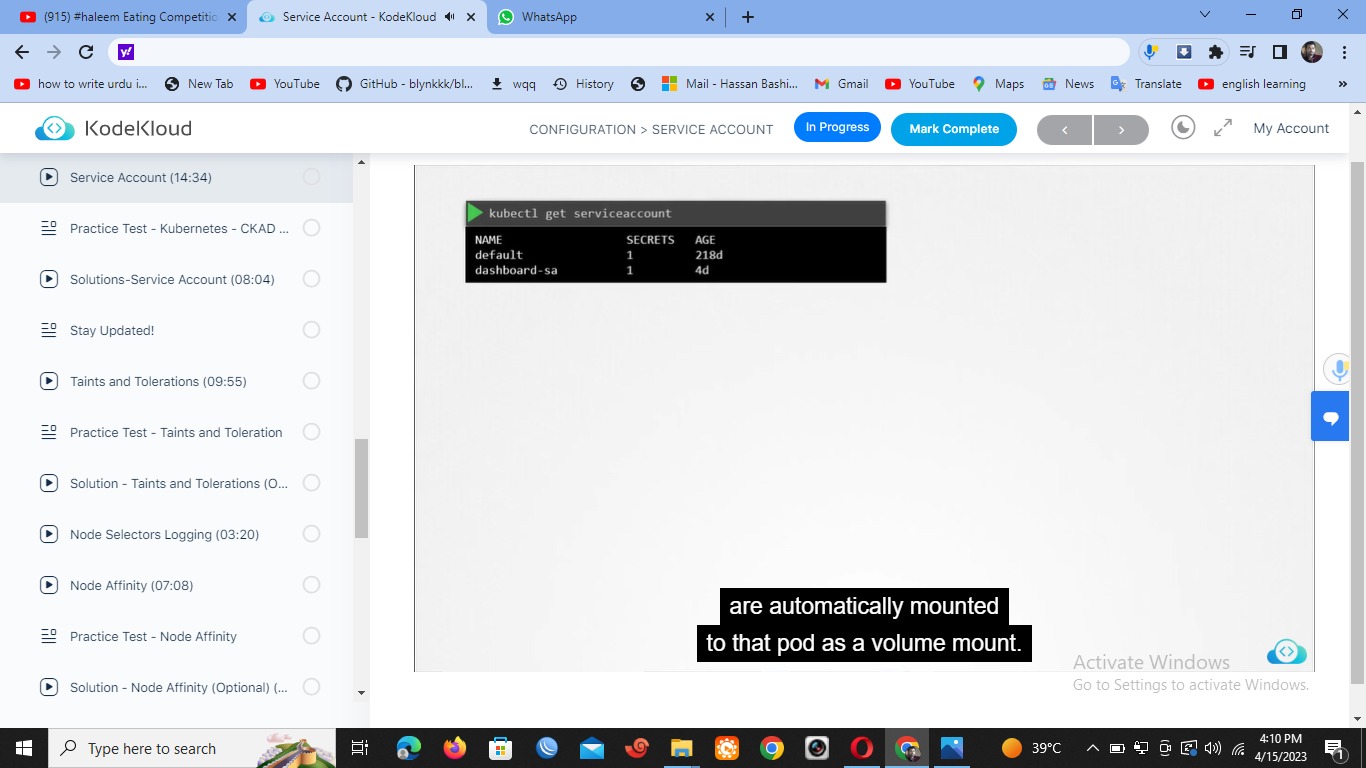 (915) #haleem Eating Competitio
Service Account - KodeKloud
WhatsApp
how to write urdu i...
New Tab
YouTube
GitHub - blynkkk/bl...
wqq
History
Mail - Hassan Bashi...
Gmail
YouTube
Maps
News
Translate
english learning
»
KodeKloud
CONFIGURATION > SERVICE ACCOUNT
In Progress
Mark Complete
My Account
Service Account (14:34)
Practice Test - Kubernetes - CKAD ...
Solutions-Service Account (08:04)
Stay Updated!
Taints and Tolerations (09:55)
Practice Test - Taints and Toleration
Solution - Taints and Tolerations (O...
Node Selectors Logging (03:20)
Node Affinity (07:08)
Practice Test - Node Affinity
Solution - Node Affinity (Optional) (...
kubectl get serviceaccount
NAME SECRETS AGE
default 1 218d
dashboard-sa 1 4d
are automatically mounted
to that pod as a volume mount.
Activate Windows
Go to Settings to activate Windows.
Type here to search
39°C
4:10 PM
4/15/2023
1